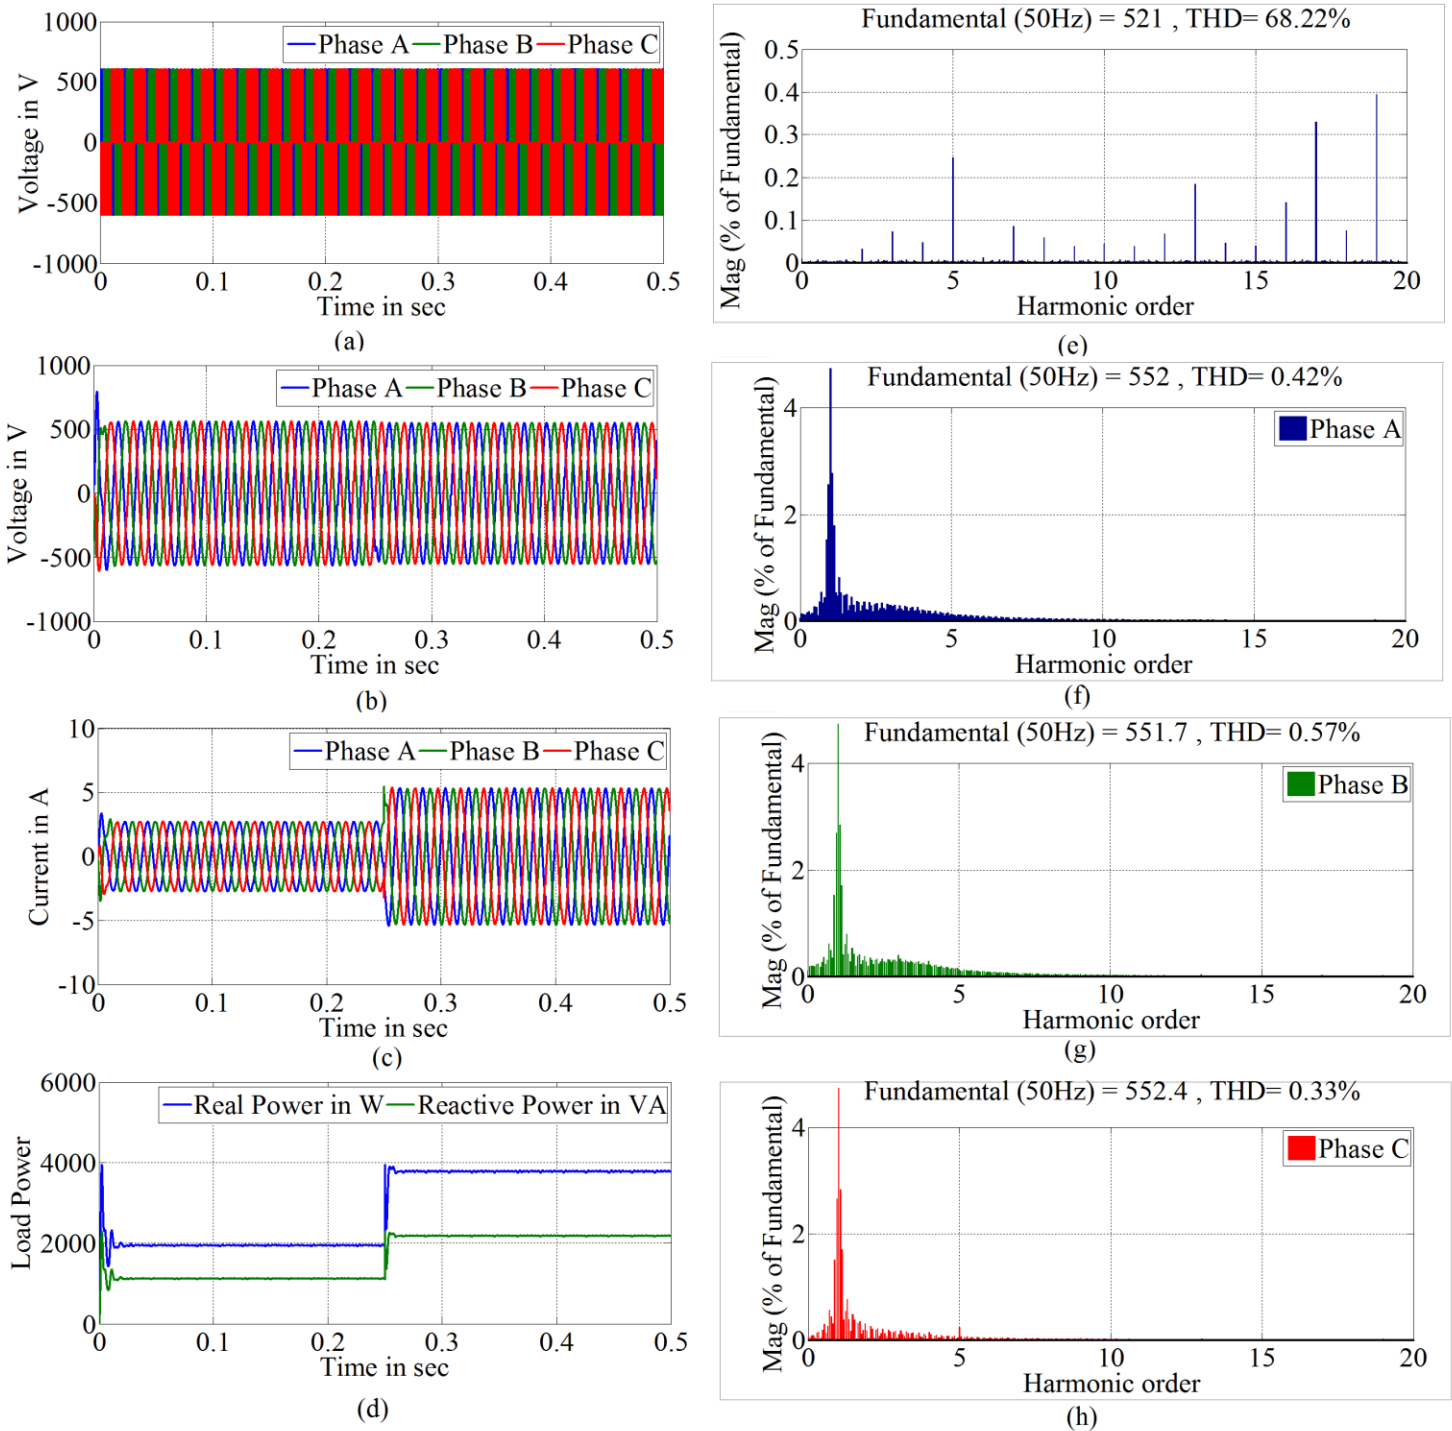 1000
500
0
-500
-1000
Voltage in V
Phase A Phase B Phase C
0 0.1 0.2 0.3 0.4 0.5
Time in sec
(a)
Fundamental (50Hz) = 521 , THD= 68.22%
0.5
0.4
0.3
0.2
0.1
0
Mag (% of Fundamental)
0 5 10 15 20
Harmonic order
(e)
1000
500
0
-500
-1000
Voltage in V
Phase A Phase B Phase C
0 0.1 0.2 0.3 0.4 0.5
Time in sec
(b)
Fundamental (50Hz) = 552 , THD= 0.42%
4
2
0
Mag (% of Fundamental)
Phase A
0 5 10 15 20
Harmonic order
(f)
10
5
0
-5
-10
Current in A
Phase A Phase B Phase C
0 0.1 0.2 0.3 0.4 0.5
Time in sec
(c)
Fundamental (50Hz) = 551.7 , THD= 0.57%
4
2
0
Mag (% of Fundamental)
Phase B
0 5 10 15 20
Harmonic order
(g)
6000
4000
2000
0
Load Power
Real Power in W Reactive Power in VA
0 0.1 0.2 0.3 0.4 0.5
Time in sec
(d)
Fundamental (50Hz) = 552.4 , THD= 0.33%
4
2
0
Mag (% of Fundamental)
Phase C
0 5 10 15 20
Harmonic order
(h)